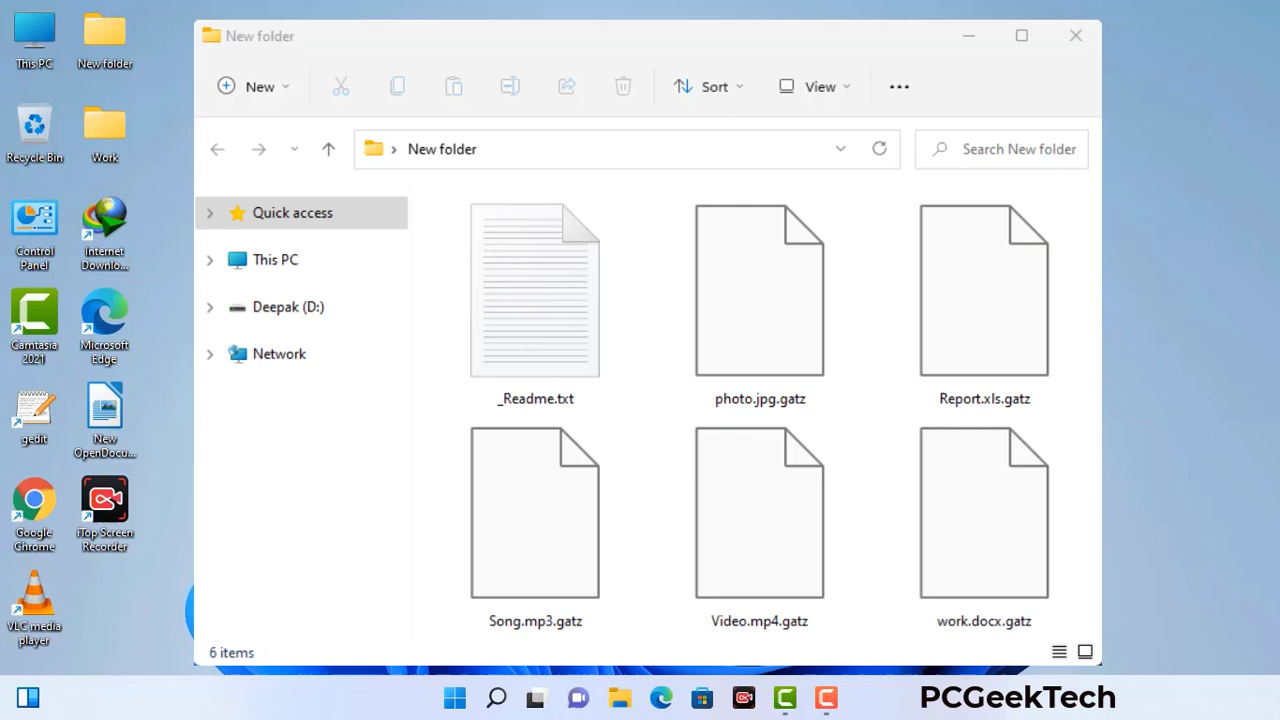 This PC
New folder
Recycle Bin
Work
Control
Panel
Internet
Downlo...
Camtasia
2021
Microsoft
Edge
gedit
New
OpenDocu...
Google
Chrome
iTop Screen
Recorder
VLC media
player
New folder
New
Sort
View
New folder
Search New folder
Quick access
This PC
Deepak (D:)
Network
_Readme.txt
photo.jpg.gatz
Report.xls.gatz
Song.mp3.gatz
Video.mp4.gatz
work.docx.gatz
6 items
PCGeekTech